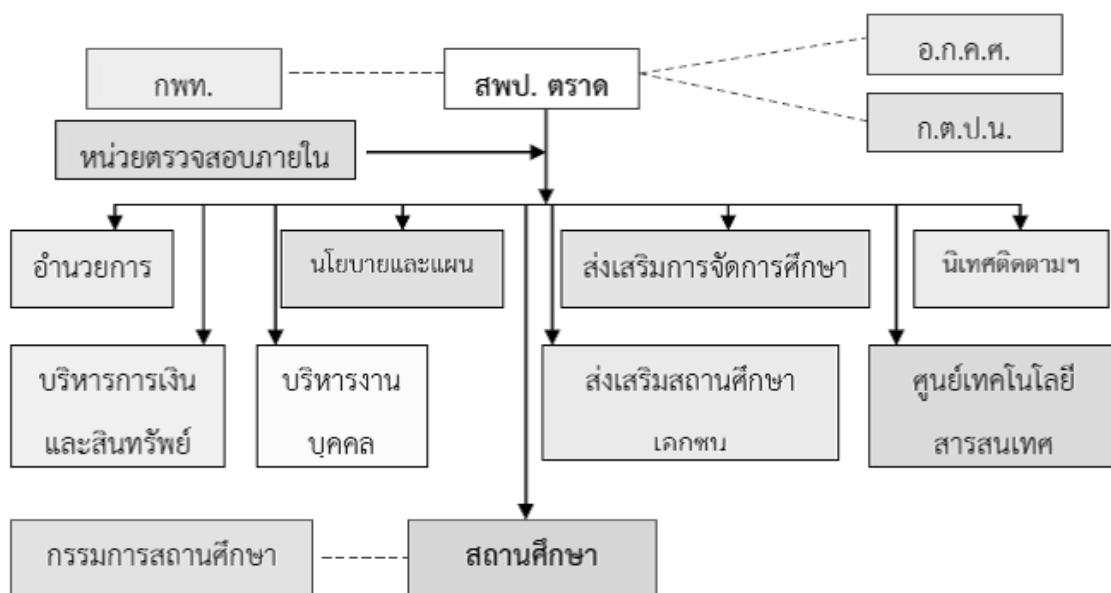 อ.ก.ค.ศ.
กพท.
สพป. ตราด
ก.ต.ป.น.
หน่วยตรวจสอบภายใน
อำนวยการ
นโยบายและแผน
ส่งเสริมการจัดการศึกษา
นิเทศติดตามฯ
บริหารการเงิน
และสินทรัพย์
บริหารงาน
บุคคล
ส่งเสริมสถานศึกษา
เอกชน
ศูนย์เทคโนโลยี
สารสนเทศ
กรรมการสถานศึกษา
สถานศึกษา